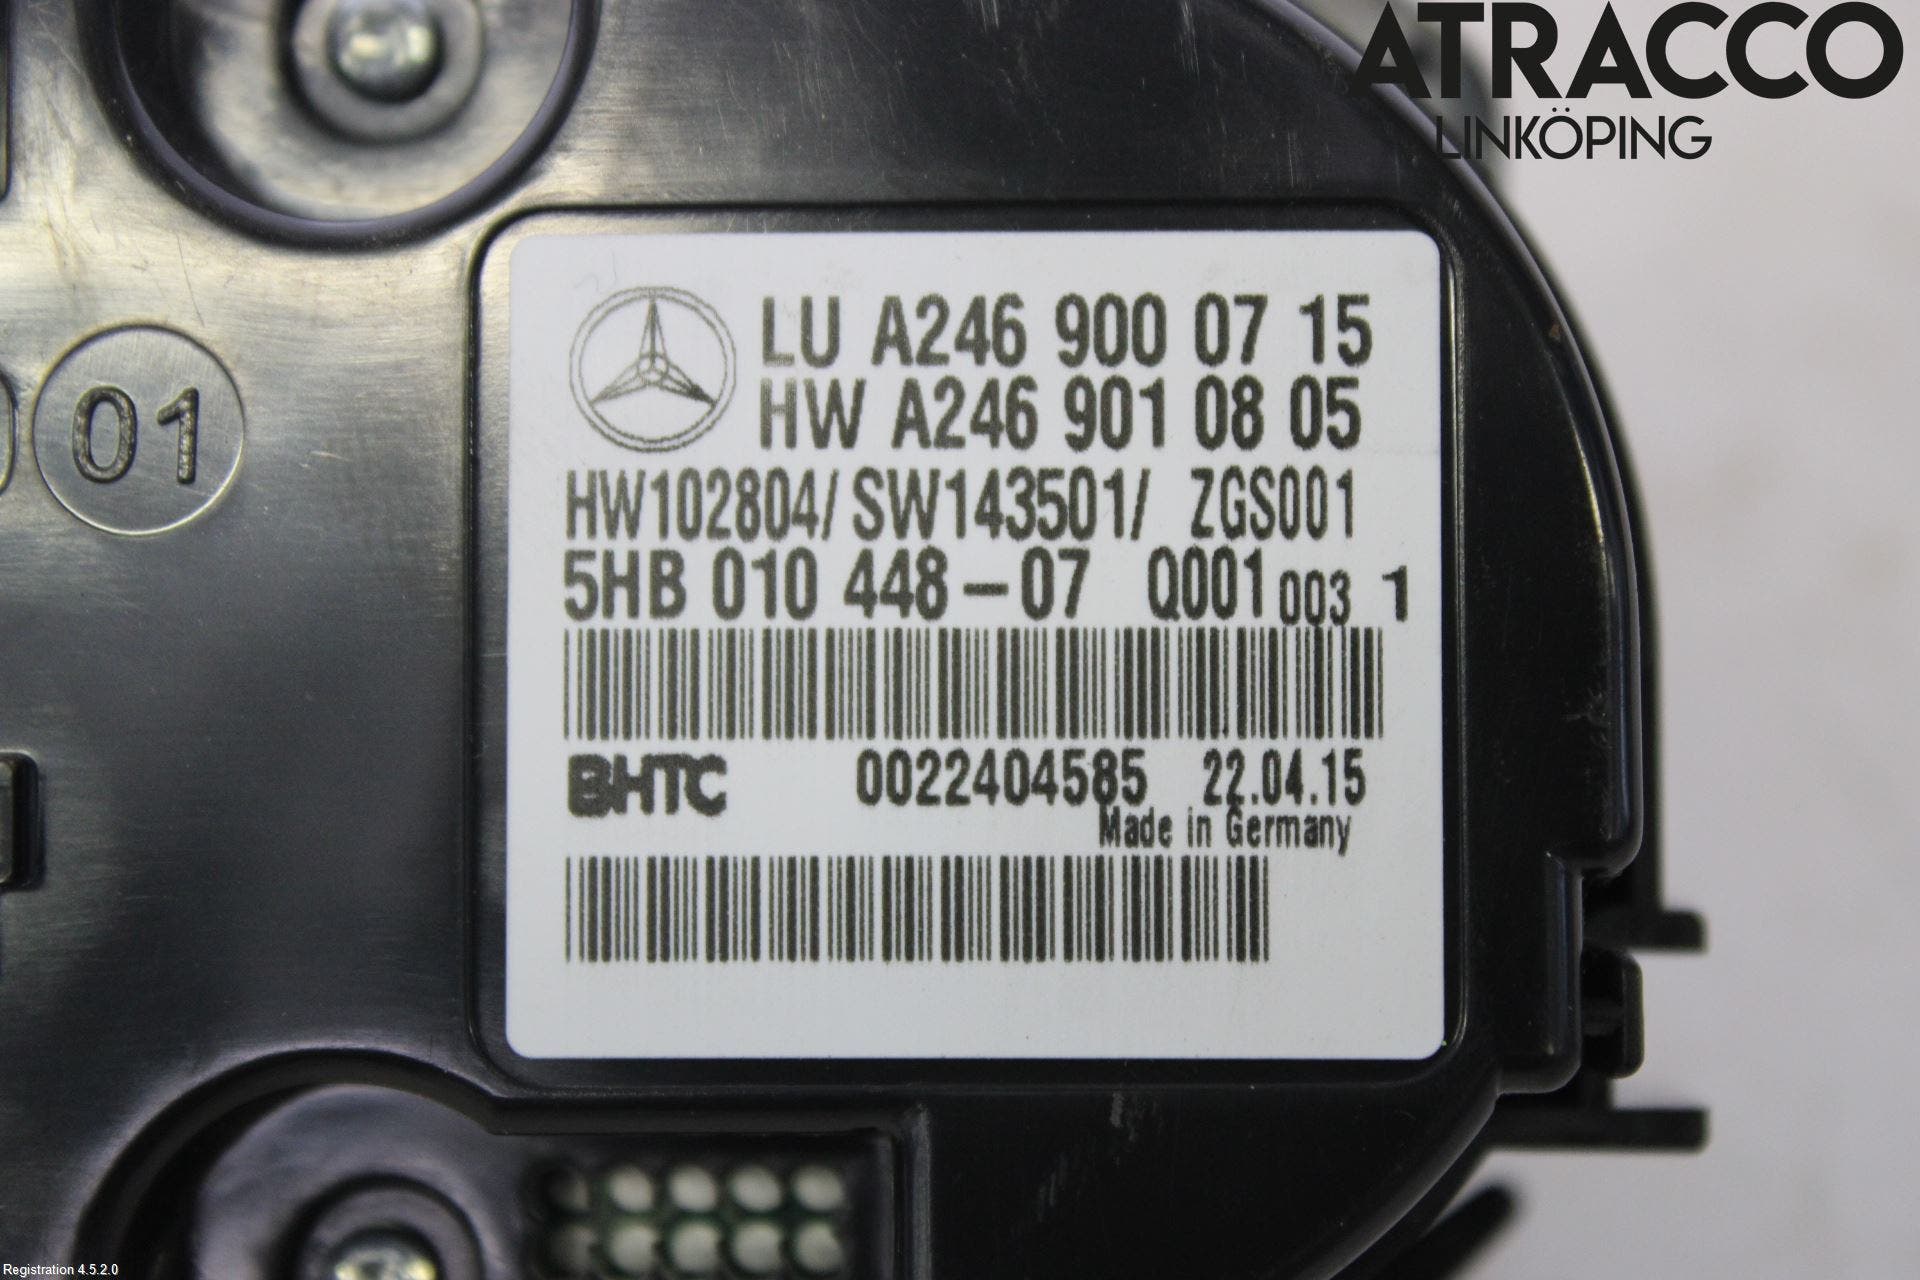 ATRACCO
LINKÖPING
LU A246 900 07 15
HW A246 901 08 05
HW102804/ SW143501/ ZGS001
5HB 010 448-07 Q001 003 1
BHTC 0022404585 22.04.15
Made in Germany
01
Registration 4.5.2.0